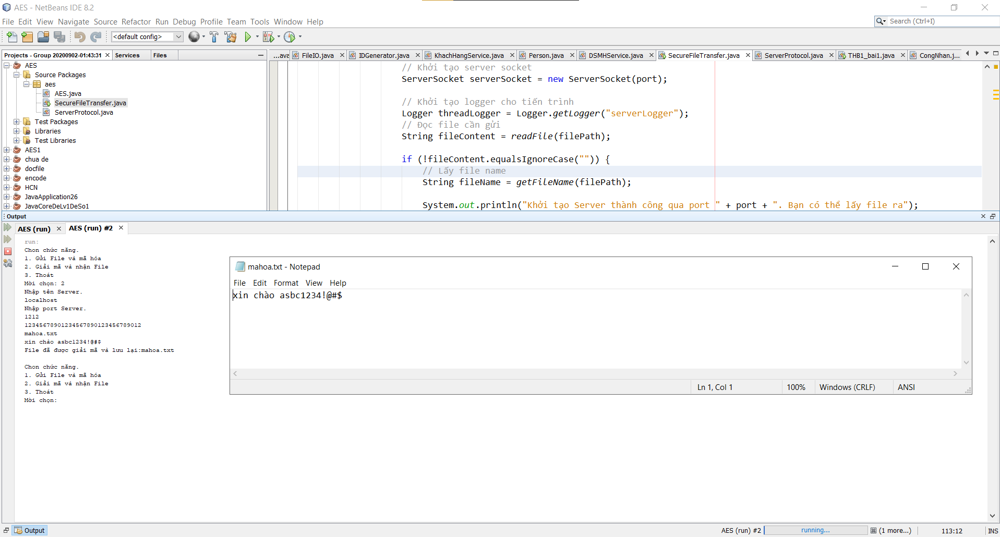 AES - NetBeans IDE 8.2
File Edit View Navigate Source Refactor Run Debug Profile Team Tools Window Help
Search (Ctrl+I)
<default config>
Projects - Group 20200902-01:43:31
Services
Files
AES
Source Packages
aes
AES.java
SecureFileTransfer.java
ServerProtocol.java
Test Packages
Libraries
Test Libraries
AES1
chua de
docfile
encode
HCN
JavaApplication26
JavaCoreDeLv1DeSo1
...ava
FileIO.java
IDGenerator.java
KhachHangService.java
Person.java
DSMHService.java
SecureFileTransfer.java
ServerProtocol.java
THB1_bai1.java
CongNhan.j...
// Khởi tạo server socket
ServerSocket serverSocket = new ServerSocket(port);
// Khởi tạo logger cho tiến trình
Logger threadLogger = Logger.getLogger("serverLogger");
// Đọc file cần gửi
String fileContent = readFile(filePath);
if (!fileContent.equalsIgnoreCase("")) {
// Lấy file name
String fileName = getFileName(filePath);
System.out.println("Khởi tạo Server thành công qua port " + port + ". Bạn có thể lấy file ra");
Output
AES (run)
AES (run) #2
run:
Chon chức năng.
1. Gửi File và mã hóa
2. Giải mã và nhận File
3. Thoát
Mời chọn: 2
Nhập tên Server.
localhost
Nhập port Server.
1212
12345678901234567890123456789012
mahoa.txt
xin chào asbc1234!@#$
File đã được giải mã và lưu lại:mahoa.txt
Chon chức năng.
1. Gửi File và mã hóa
2. Giải mã và nhận File
3. Thoát
Mời chọn:
mahoa.txt - Notepad
File Edit Format View Help
xin chào asbc1234!@#$
Ln 1, Col 1
100%
Windows (CRLF)
ANSI
Output
AES (run) #2
running...
(1 more...)
113:12
INS